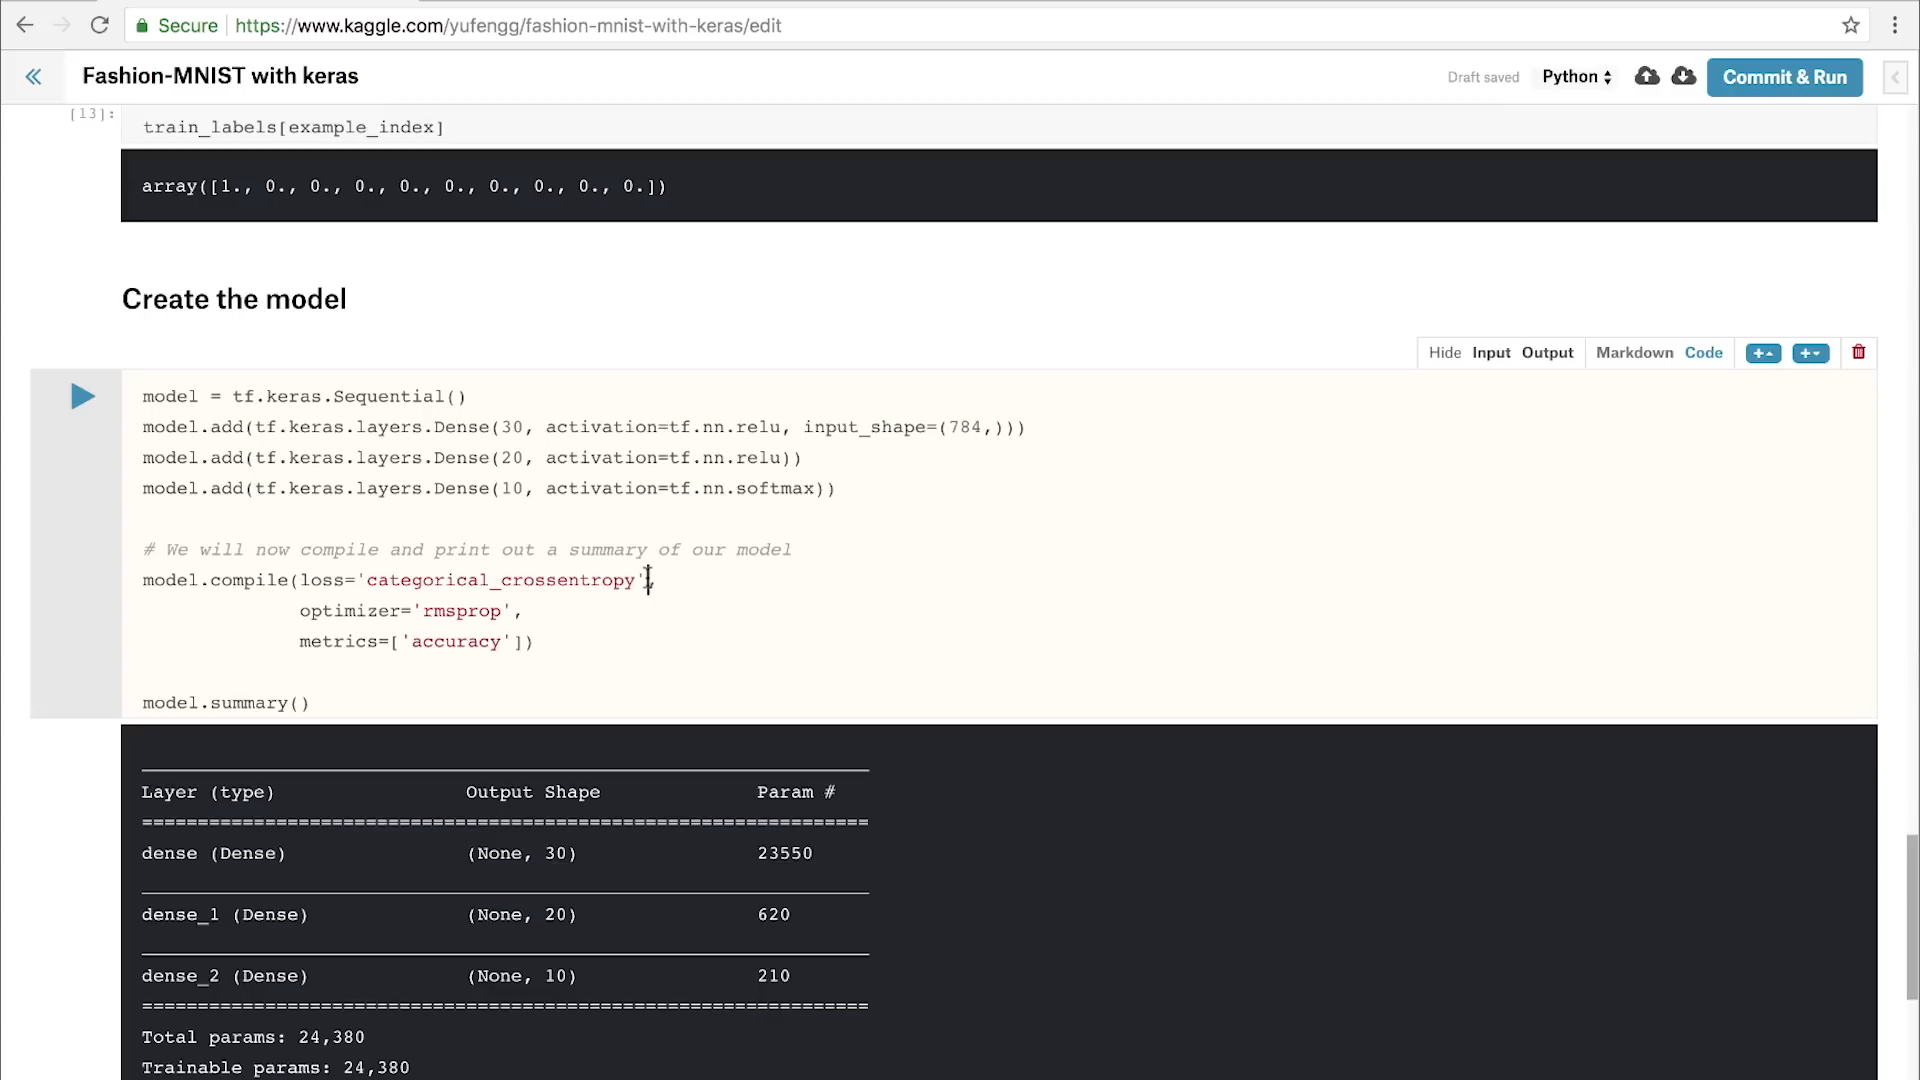 Secure https://www.kaggle.com/yufengg/fashion-mnist-with-keras/edit
Fashion-MNIST with keras Draft saved Python Commit & Run
[13]: train_labels[example_index]
array([1., 0., 0., 0., 0., 0., 0., 0., 0., 0.])
Create the model
Hide Input Output Markdown Code
model = tf.keras.Sequential()
model.add(tf.keras.layers.Dense(30, activation=tf.nn.relu, input_shape=(784,)))
model.add(tf.keras.layers.Dense(20, activation=tf.nn.relu))
model.add(tf.keras.layers.Dense(10, activation=tf.nn.softmax))
# We will now compile and print out a summary of our model
model.compile(loss='categorical_crossentropy',
optimizer='rmsprop',
metrics=['accuracy'])
model.summary()
Layer (type) Output Shape Param #
=================================================================
dense (Dense) (None, 30) 23550
dense_1 (Dense) (None, 20) 620
dense_2 (Dense) (None, 10) 210
=================================================================
Total params: 24,380
Trainable params: 24,380